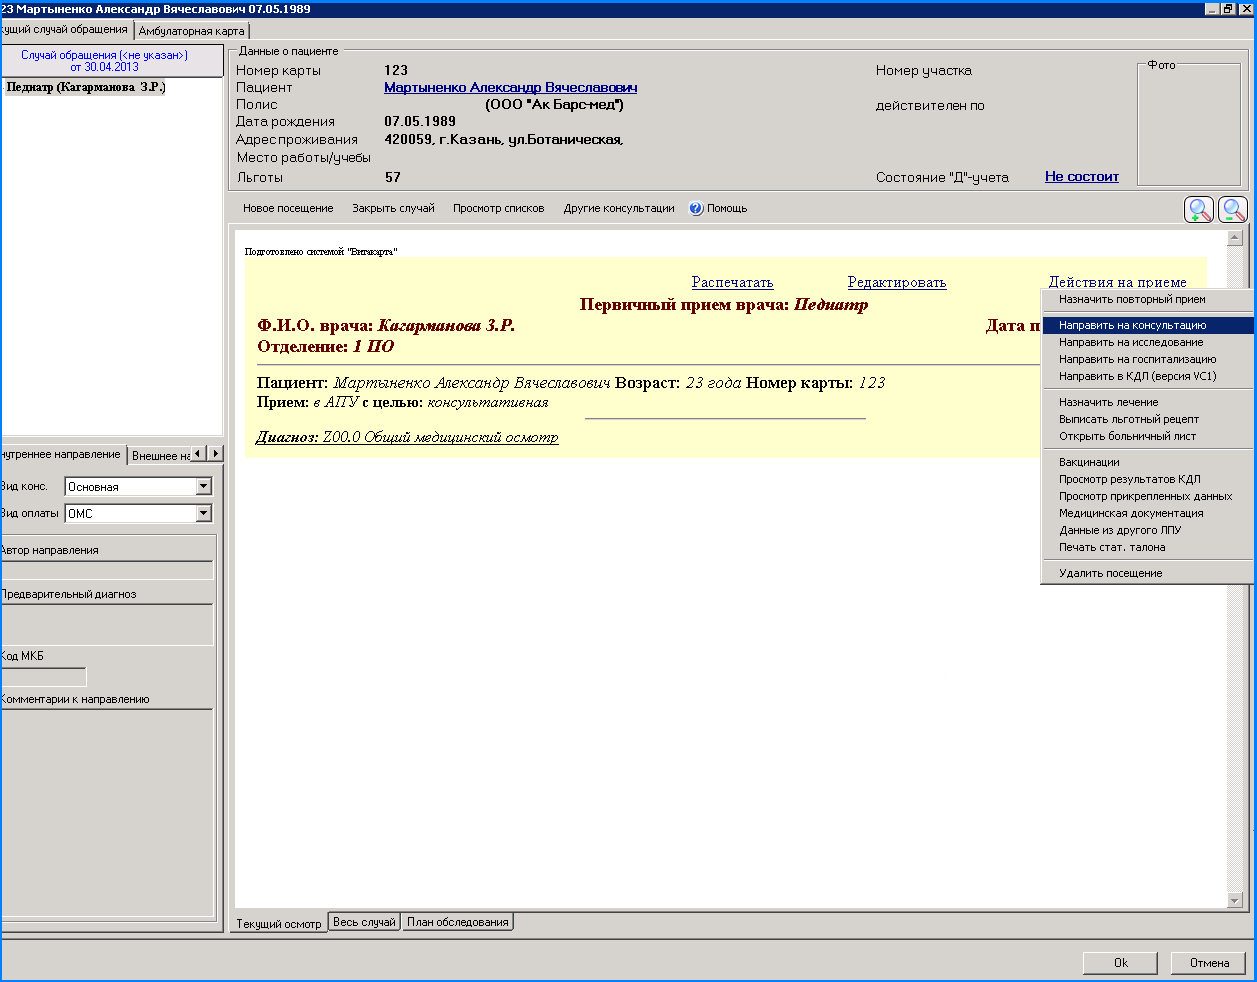 23 Мартыненко Александр Вячеславович 07.05.1989
кущий случай обращения Амбулаторная карта
Случай обращения (<не указан>)
от 30.04.2013
Педиатр (Кагарманова З.Р.)
Данные о пациенте
Номер карты 123 Номер участка Фото
Пациент Мартыненко Александр Вячеславович
Полис (ООО "Ак Барс-мед") действителен по
Дата рождения 07.05.1989
Адрес проживания 420059, г.Казань, ул.Ботаническая,
Место работы/учебы
Льготы 57 Состояние "Д"-учета Не состоит
Новое посещение Закрыть случай Просмотр списков Другие консультации Помощь
Подготовлено системой "Витакарта"
Распечатать Редактировать Действия на приеме
Первичный прием врача: Педиатр
Ф.И.О. врача: Кагарманова З.Р. Дата п
Отделение: 1 ПО
Пациент: Мартыненко Александр Вячеславович Возраст: 23 года Номер карты: 123
Прием: в АПУ с целью: консультативная
Диагноз: Z00.0 Общий медицинский осмотр
Назначить повторный прием
Направить на консультацию
Направить на исследование
Направить на госпитализацию
Направить в КДЛ (версия УС1)
Назначить лечение
Выписать льготный рецепт
Открыть больничный лист
Вакцинации
Просмотр результатов КДЛ
Просмотр прикрепленных данных
Медицинская документация
Данные из другого ЛПУ
Печать стат. талона
Удалить посещение
нутреннее направление Внешнее на
Вид конс. Основная
Вид оплаты ОМС
Автор направления
Предварительный диагноз
Код МКБ
Комментарии к направлению
Текущий осмотр Весь случай План обследования
Ok Отмена